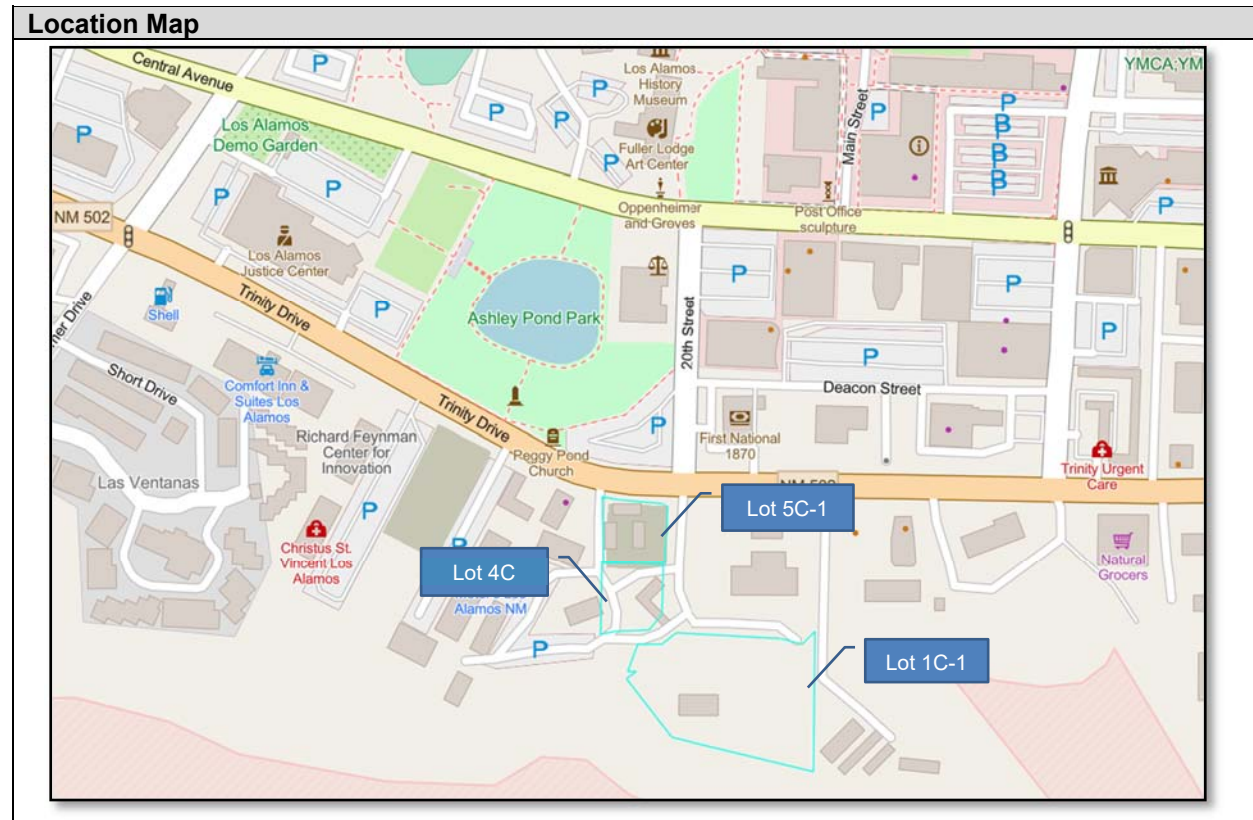 Location Map
Central Avenue
P
P
P
P
P
Los Alamos
History
Museum
Main Street
P
P
YMCA;YM
Los Alamos
Demo Garden
P
P
P
Fuller Lodge
Art Center
P
P
P
P
NM 502
Los Alamos
Justice Center
Oppenheimer
and Groves
Post Office
sculpture
P
Shell
Trinity Drive
P
Ashley Pond Park
20th Street
P
P
P
P
Short Drive
Comfort Inn &
Suites Los
Alamos
Trinity Drive
Deacon Street
Richard Feynman
Center for
Innovation
Peggy Pond
Church
P
First National
1870
Trinity Urgent
Care
Las Ventanas
P
Lot 5C-1
Christus St.
Vincent Los
Alamos
P
Lot 4C
Alamos NM
Natural
Grocers
P
Lot 1C-1